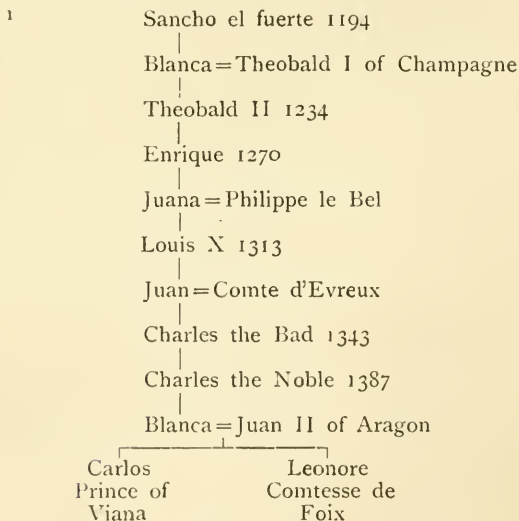 1
Sancho el fuerte 1194
Blanca=Theobald I of Champagne
Theobald II 1234
Enrique 1270
Juana=Philippe le Bel
Louis X 1313
Juan=Comte d'Evreux
Charles the Bad 1343
Charles the Noble 1387
Blanca=Juan II of Aragon
Carlos Leonore
Prince of Comtesse de
Viana Foix